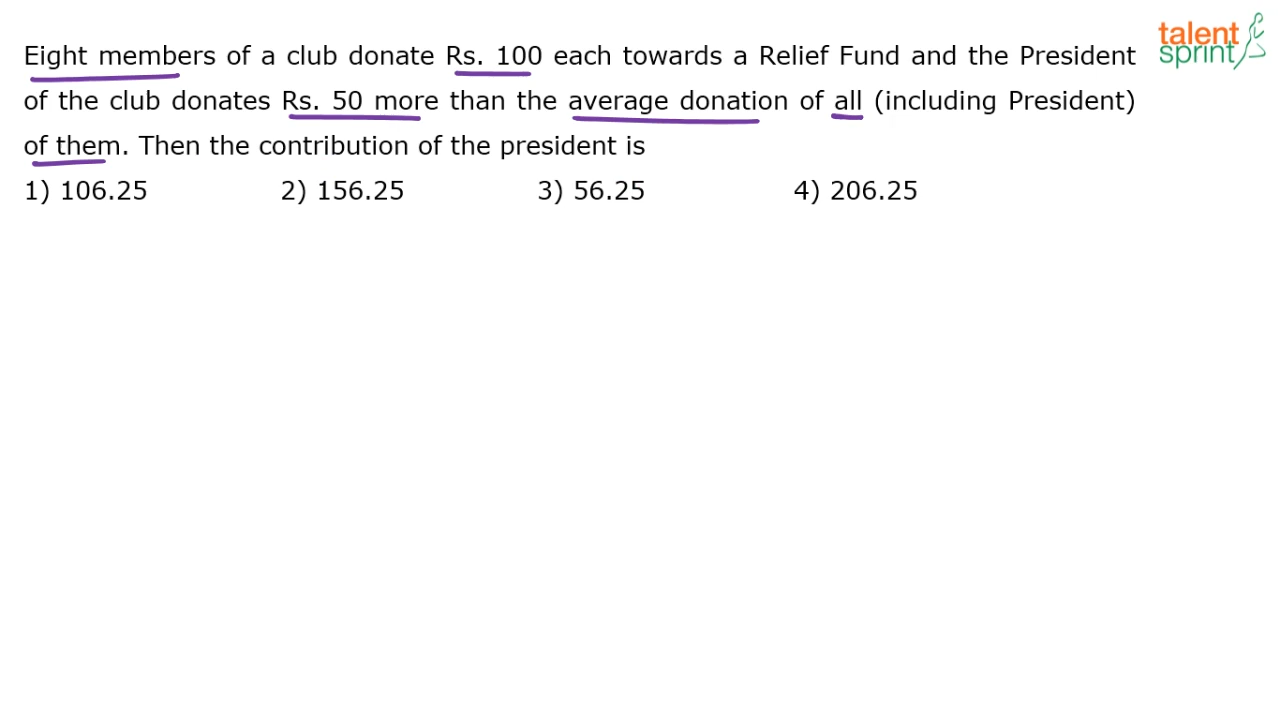 talent
sprint
Eight members of a club donate Rs. 100 each towards a Relief Fund and the President
of the club donates Rs. 50 more than the average donation of all (including President)
of them. Then the contribution of the president is
1) 106.25 2) 156.25 3) 56.25 4) 206.25